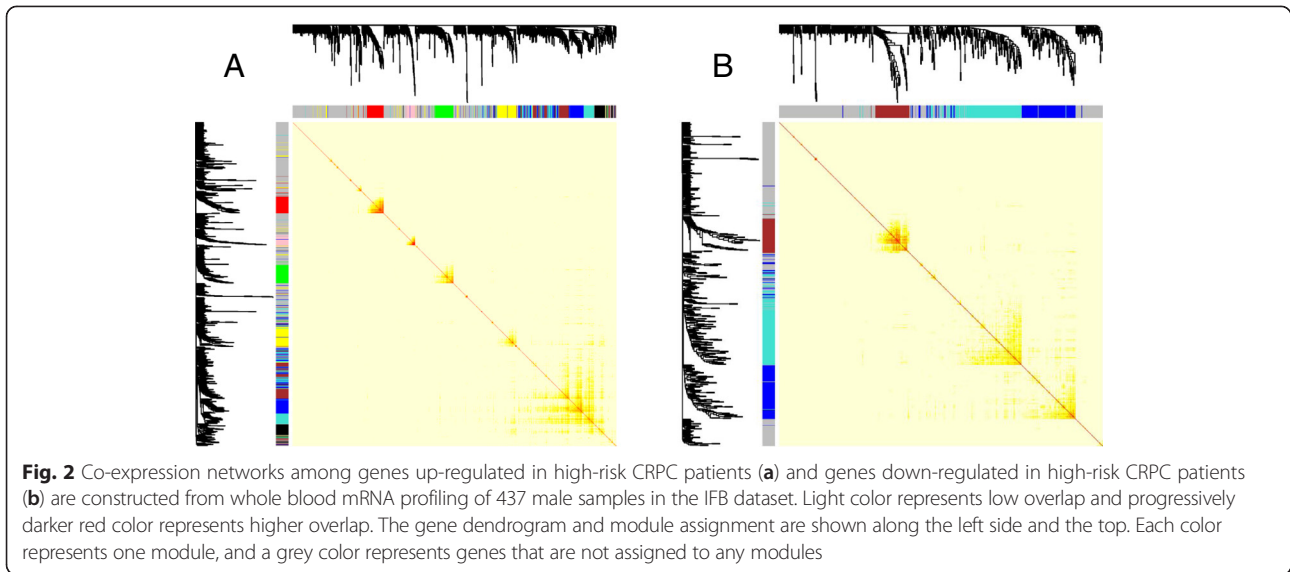 A
B
Fig. 2 Co-expression networks among genes up-regulated in high-risk CRPC patients (a) and genes down-regulated in high-risk CRPC patients
(b) are constructed from whole blood mRNA profiling of 437 male samples in the IFB dataset. Light color represents low overlap and progressively
darker red color represents higher overlap. The gene dendrogram and module assignment are shown along the left side and the top. Each color
represents one module, and a grey color represents genes that are not assigned to any modules